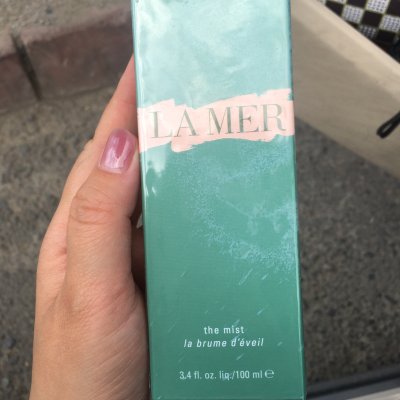 LA MER
the mist
la brume d'éveil
3.4 fl. oz. liq./100 ml ℮